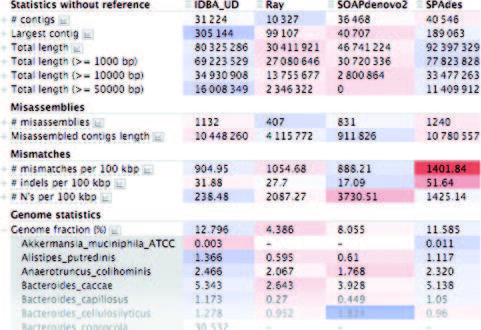 Statistics without reference IDBA_UD Ray SOAPdenovo2 SPAdes
# contigs 31 224 10 327 36 468 40 546
Largest contig 305 144 99 107 40 707 189 063
Total length 80 325 286 30 411 921 46 741 224 92 397 329
Total length (>= 1000 bp) 69 223 529 27 080 646 30 720 336 77 823 828
Total length (>= 10000 bp) 34 930 908 13 755 677 2 800 864 33 477 263
Total length (>= 50000 bp) 16 008 349 2 346 322 0 11 409 912
Misassemblies
# misassemblies 1132 407 831 1240
Misassembled contigs length 10 448 260 4 115 772 911 826 10 780 557
Mismatches
# mismatches per 100 kbp 904.95 1054.68 888.21 1401.84
# indels per 100 kbp 31.88 27.7 17.09 51.64
# N's per 100 kbp 238.48 2087.27 3730.51 1425.14
Genome statistics
Genome fraction (%) 12.796 4.386 8.055 11.585
Akkermansia_muciniphila_ATCC 0.003 - - 0.011
Alistipes_putredinis 1.366 0.595 0.61 1.117
Anaerotruncus_colihominis 2.466 2.067 1.768 2.320
Bacteroides_caccae 5.343 2.643 3.928 5.138
Bacteroides_capillosus 1.173 0.27 0.449 1.05
Bacteroides_cellulosilyticus 1.278 0.952 0.96
Bacteroides_coprocola 30.532 - -